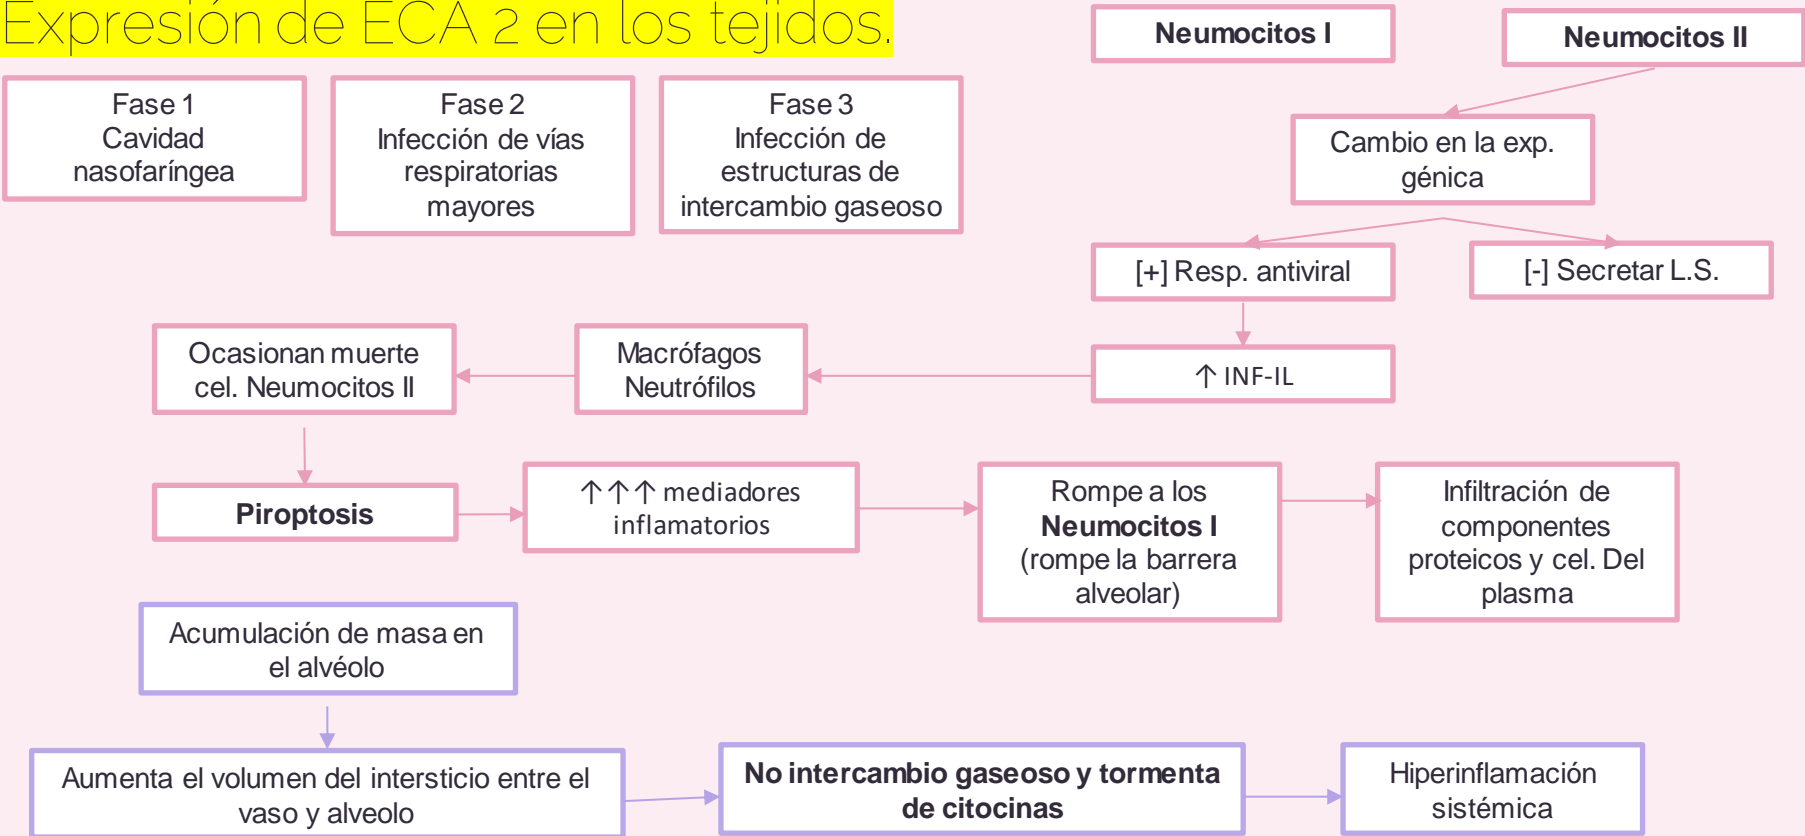 Expresión de ECA 2 en los tejidos.
Neumocitos I
Neumocitos II
Fase 1
Cavidad
nasofaríngea
Fase 2
Infección de vías
respiratorias
mayores
Fase 3
Infección de
estructuras de
intercambio gaseoso
Cambio en la exp.
génica
[+] Resp. antiviral
[-] Secretar L.S.
Ocasionan muerte
cel. Neumocitos II
Macrófagos
Neutrófilos
↑ INF-IL
Piroptosis
↑↑↑ mediadores
inflamatorios
Rompe a los
Neumocitos I
(rompe la barrera
alveolar)
Infiltración de
componentes
proteicos y cel. Del
plasma
Acumulación de masa en
el alvéolo
Aumenta el volumen del intersticio entre el
vaso y alveolo
No intercambio gaseoso y tormenta
de citocinas
Hiperinflamación
sistémica